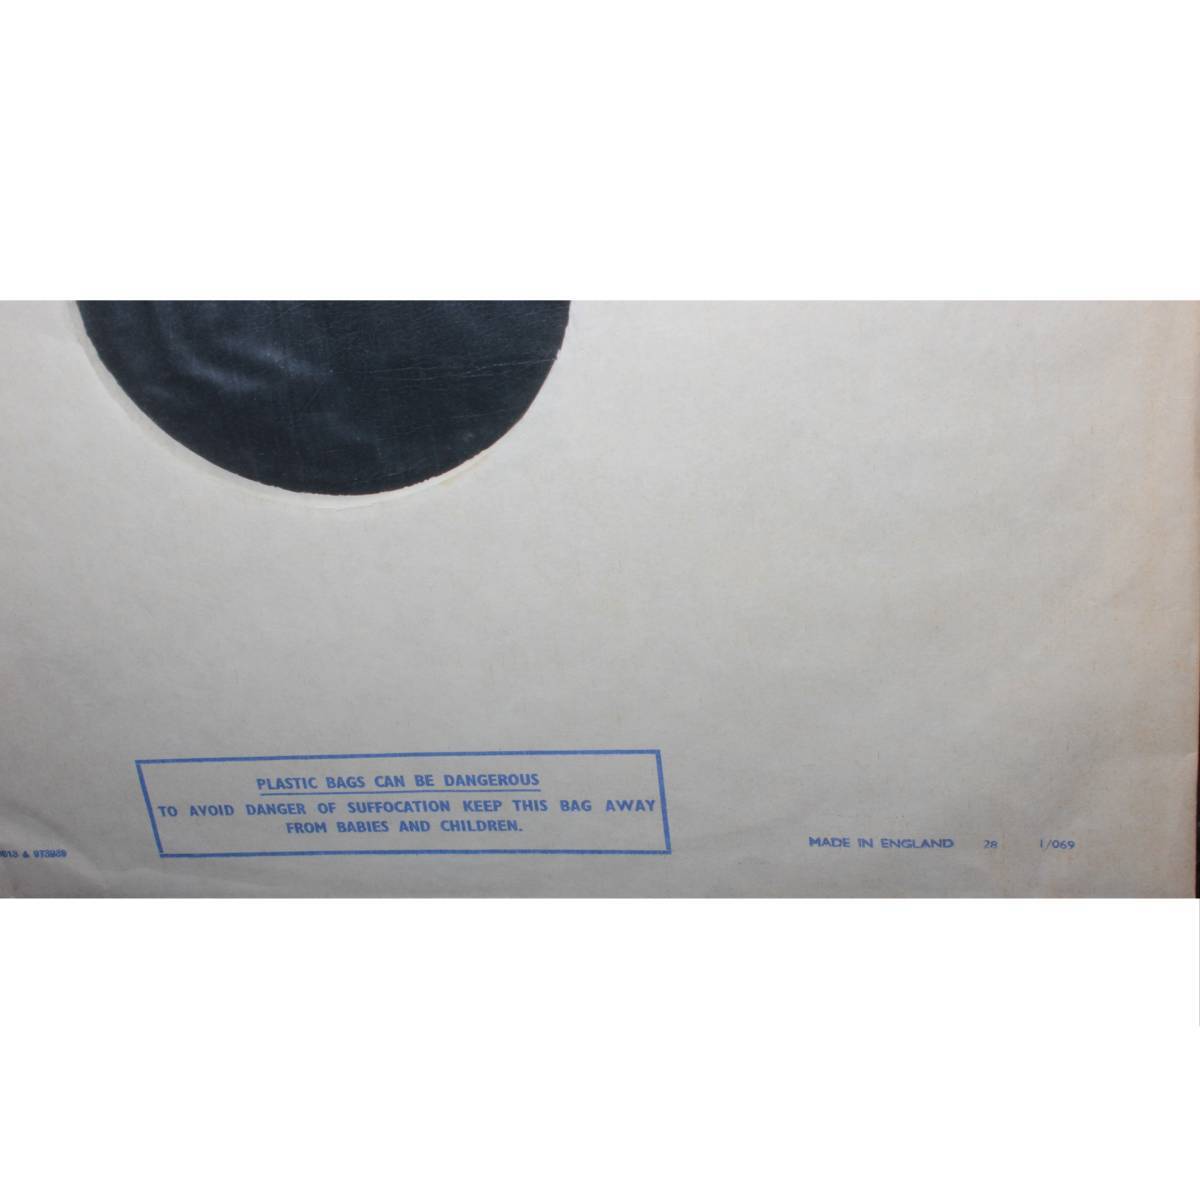 PLASTIC BAGS CAN BE DANGEROUS
TO AVOID DANGER OF SUFFOCATION KEEP THIS BAG AWAY
FROM BABIES AND CHILDREN.
& 973989
MADE IN ENGLAND 28 1/069